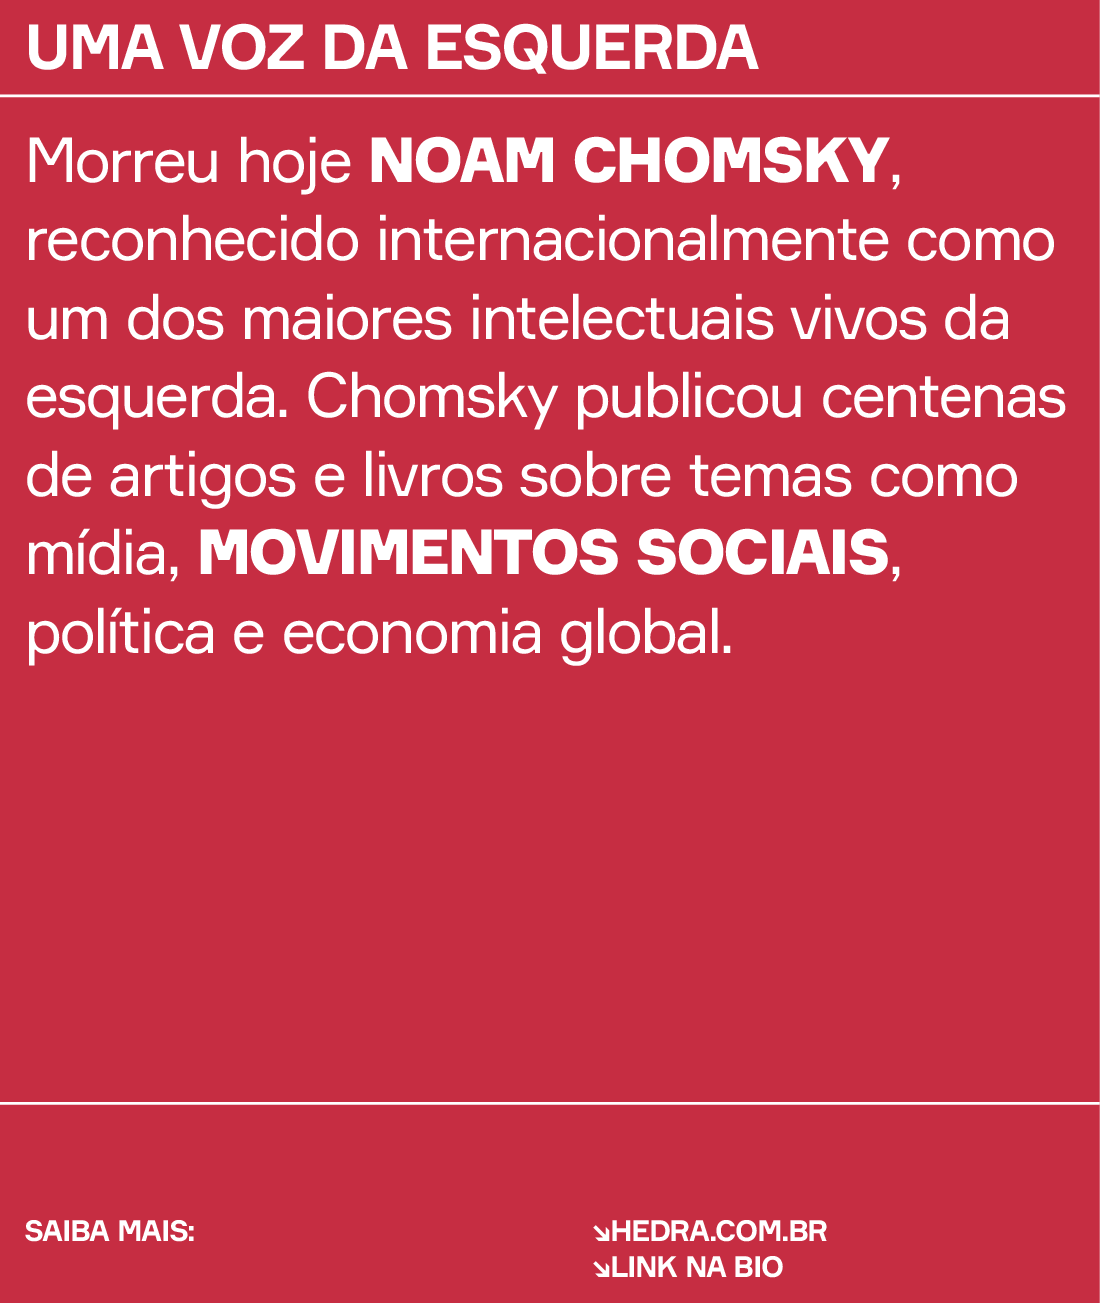 UMA VOZ DA ESQUERDA
Morreu hoje NOAM CHOMSKY,
reconhecido internacionalmente como
um dos maiores intelectuais vivos da
esquerda. Chomsky publicou centenas
de artigos e livros sobre temas como
mídia, MOVIMENTOS SOCIAIS,
política e economia global.
SAIBA MAIS:
↘HEDRA.COM.BR
↘LINK NA BIO